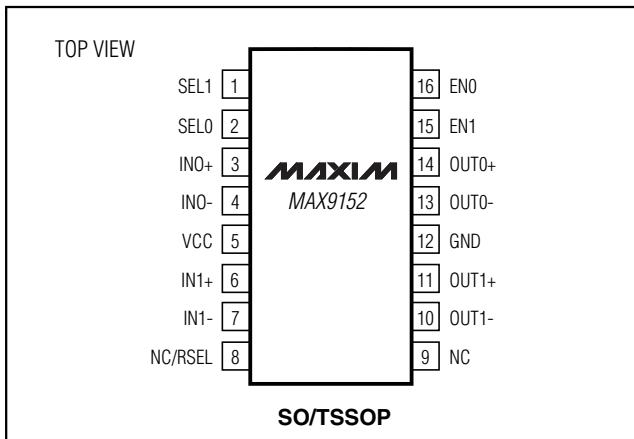 TOP VIEW
SEL1 1
SEL0 2
IN0+ 3
IN0- 4
VCC 5
IN1+ 6
IN1- 7
NC/RSEL 8
MAXIM
MAX9152
16 EN0
15 EN1
14 OUT0+
13 OUT0-
12 GND
11 OUT1+
10 OUT1-
9 NC
SO/TSSOP